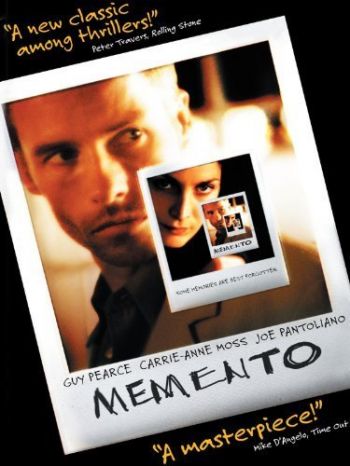 "A new classic
among thrillers!"
Peter Travers, Rolling Stone
MEMENTO
SOME MEMORIES ARE BEST FORGOTTEN
GUY PEARCE CARRIE-ANNE MOSS JOE PANTOLIANO
MEMENTO
"A masterpiece!"
Mike D'Angelo, Time Out